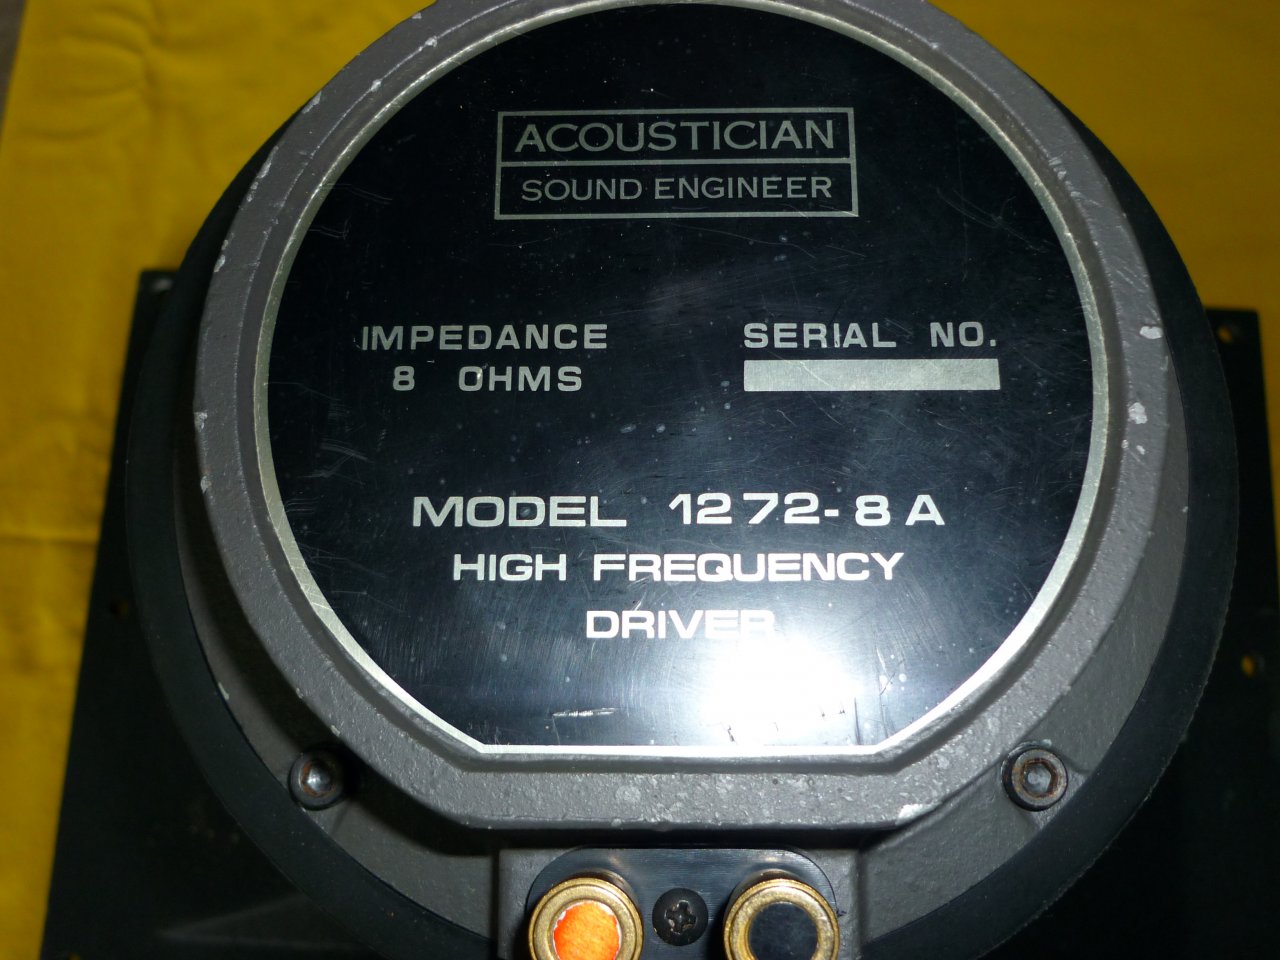 ACOUSTICIAN
SOUND ENGINEER
IMPEDANCE
8 OHMS
SERIAL NO.
MODEL 1272-8A
HIGH FREQUENCY
DRIVER